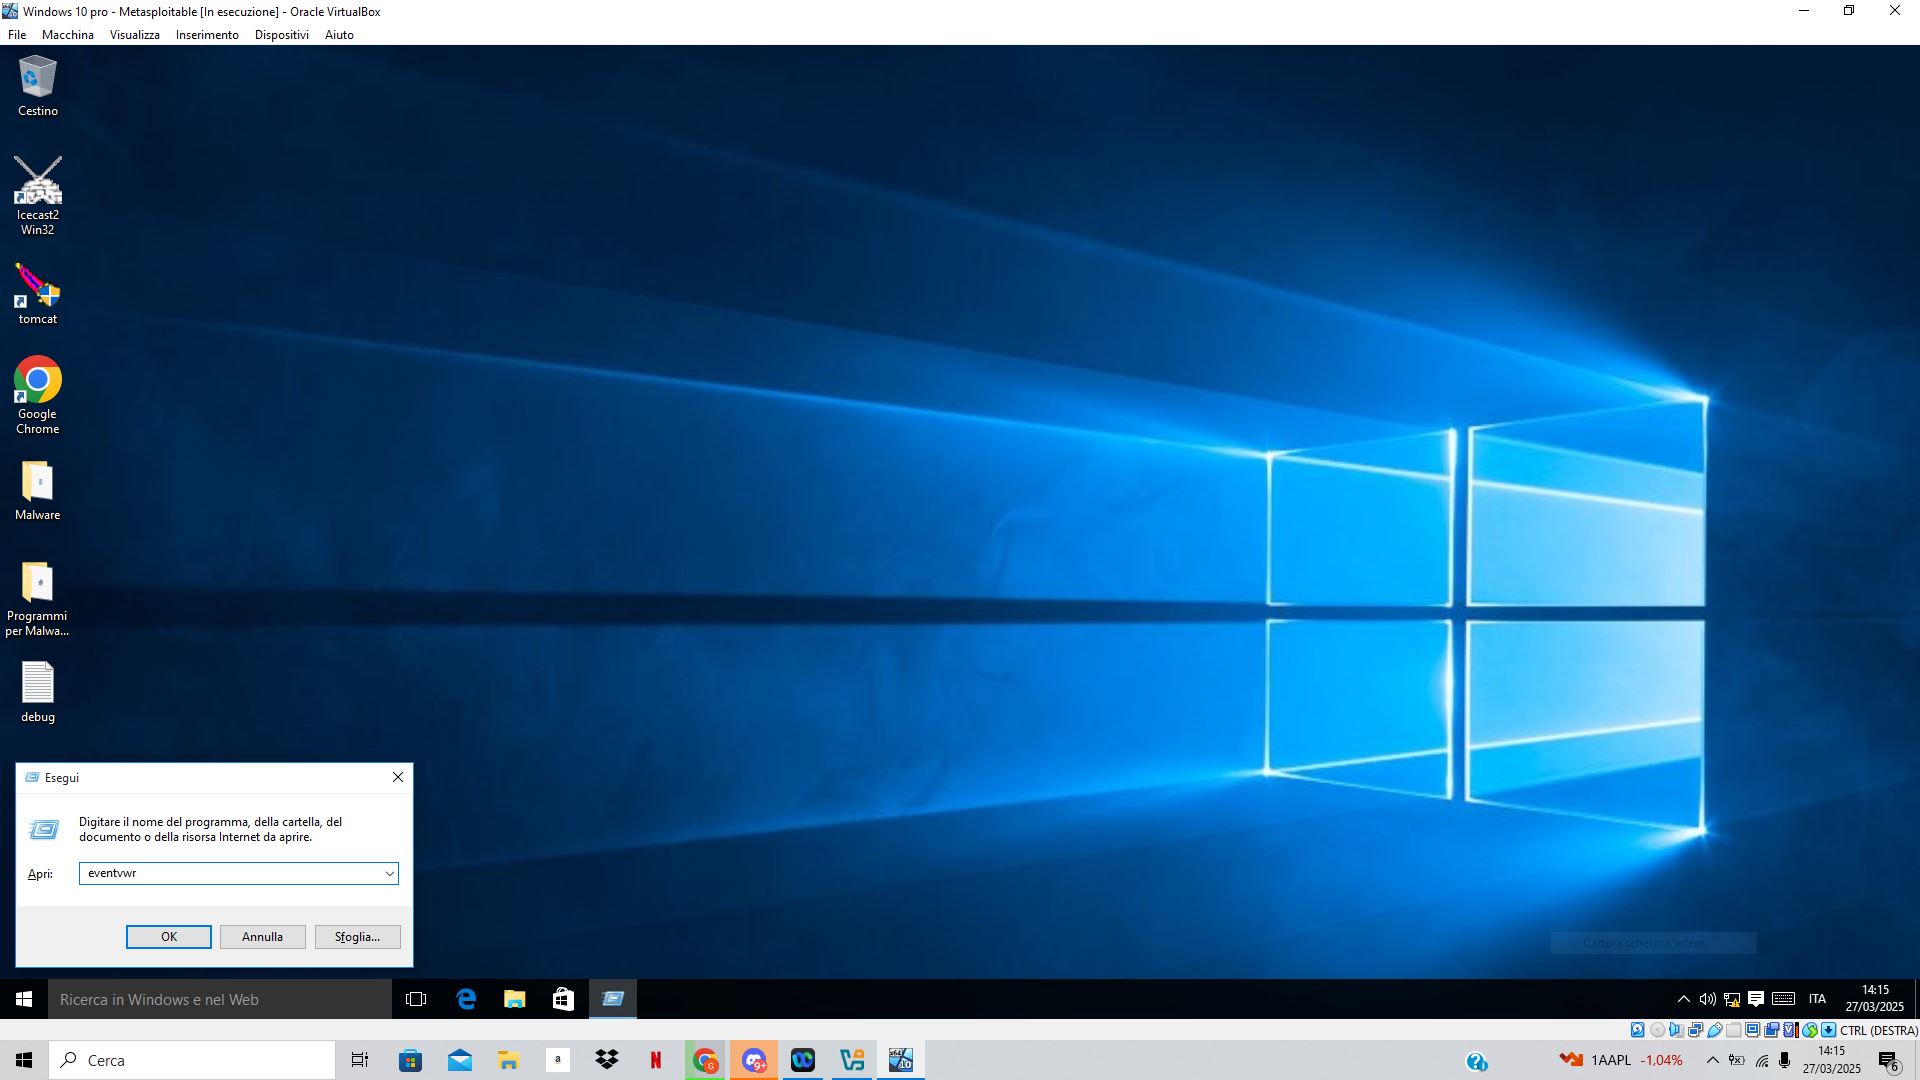 Windows 10 pro - Metasploitable [In esecuzione] - Oracle VirtualBox
File Macchina Visualizza Inserimento Dispositivi Aiuto
Cestino
Icecast2
Win32
tomcat
Google
Chrome
Malware
Programmi
per Malwa...
debug
Esegui
Digitare il nome del programma, della cartella, del
documento o della risorsa Internet da aprire.
Apri: eventvwr
OK Annulla Sfoglia...
Cattura schermo intero
Ricerca in Windows e nel Web
ITA
14:15
27/03/2025
CTRL (DESTRA)
Cerca
a
N
G
9+
x64
10
1AAPL -1,04%
14:15
27/03/2025
6